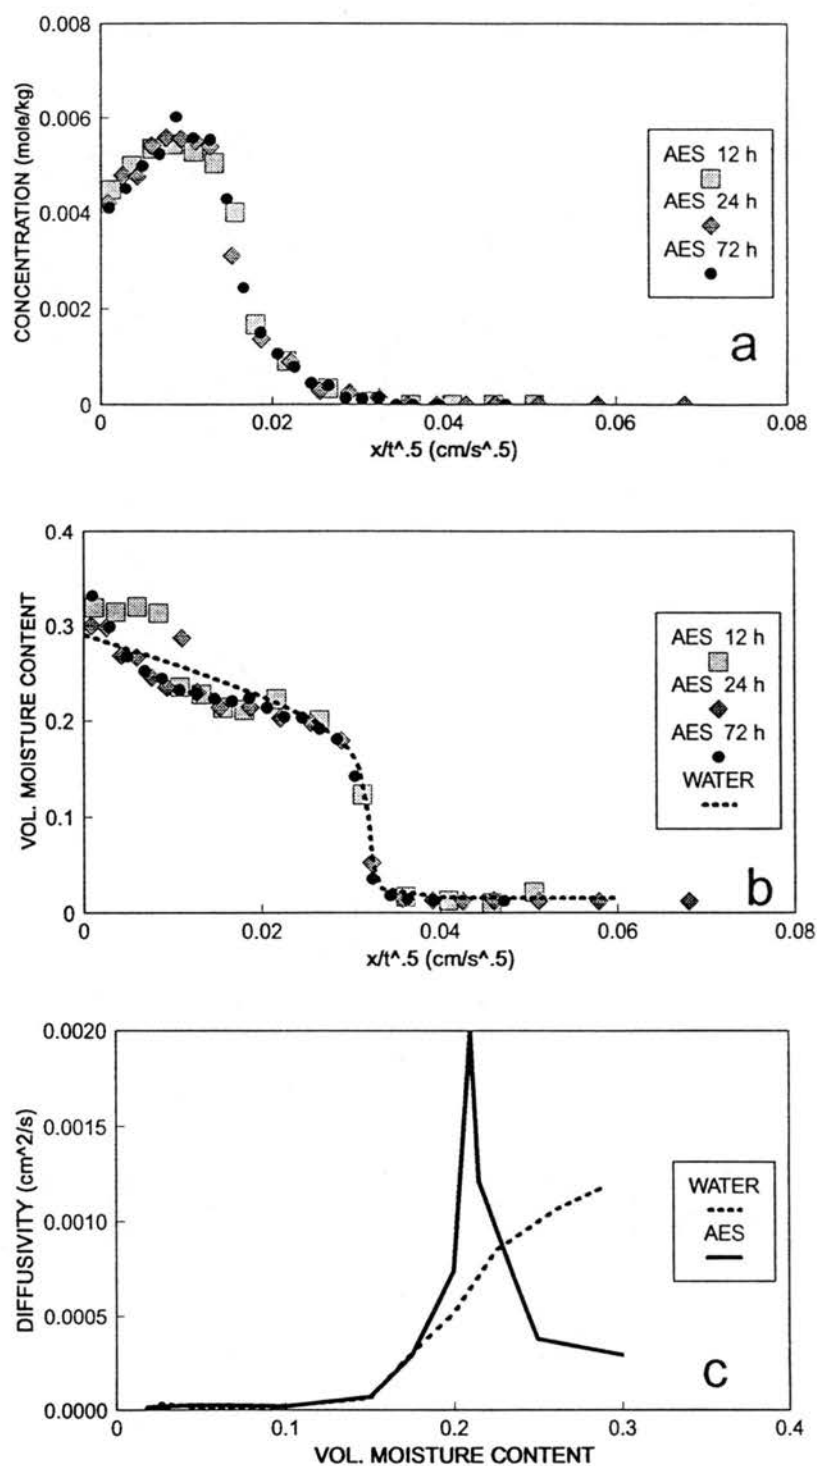 0.008
0.006
0.004
0.002
0
CONCENTRATION (mole/kg)
AES 12 h
AES 24 h
AES 72 h
a
0 0.02 0.04 0.06 0.08
x/t^.5 (cm/s^.5)
0.4
0.3
0.2
0.1
0
VOL. MOISTURE CONTENT
AES 12 h
AES 24 h
AES 72 h
WATER
b
0 0.02 0.04 0.06 0.08
x/t^.5 (cm/s^.5)
0.0020
0.0015
0.0010
0.0005
0.0000
DIFFUSIVITY (cm^2/s)
WATER
AES
c
0 0.1 0.2 0.3 0.4
VOL. MOISTURE CONTENT